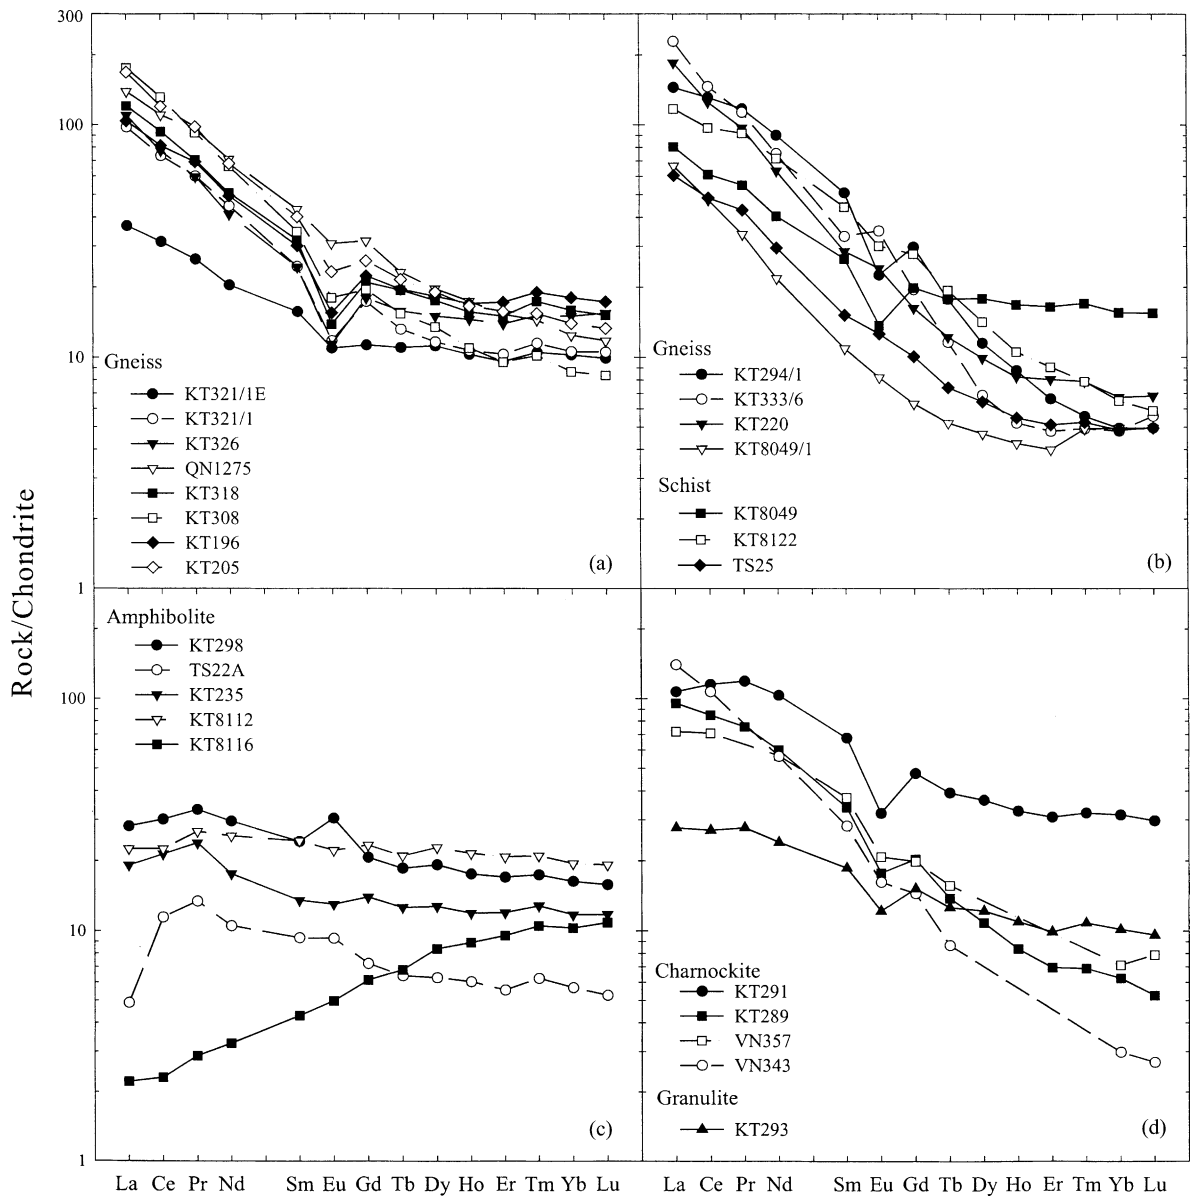 300
100
10
1
Rock/Chondrite
Gneiss
KT321/1E
KT321/1
KT326
QN1275
KT318
KT308
KT196
KT205
(a)
Gneiss
KT294/1
KT333/6
KT220
KT8049/1
Schist
KT8049
KT8122
TS25
(b)
Amphibolite
KT298
TS22A
KT235
KT8112
KT8116
100
10
1
(c)
Charnockite
KT291
KT289
VN357
VN343
Granulite
KT293
(d)
La Ce Pr Nd Sm Eu Gd Tb Dy Ho Er Tm Yb Lu
La Ce Pr Nd Sm Eu Gd Tb Dy Ho Er Tm Yb Lu